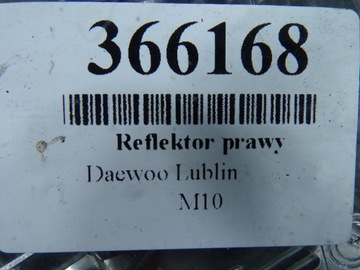 366168
Reflektor prawy
Daewoo Lublin
M10